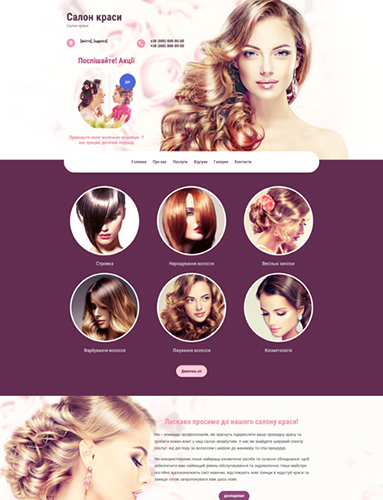 Салон краси
Салон краси
[місто], [адреса]
+38 (000) 000-00-00
+38 (000) 000-00-00
Поспішайте! Акції
Приводьте свою маленьку модницю. У
нас працює дитячий перукар
Головна Про нас Послуги Відгуки Галерея Контакти
Стрижка
Нарощування волосся
Весільні зачіски
Фарбування волосся
Лікування волосся
Косметологія
Дивитись всі
Ласкаво просимо до нашого салону краси!
Ми – команда професіоналів, які прагнуть підкреслити вашу природну красу та
зробити кожен візит у наш салон незабутнім. У нас ви знайдете широкий спектр
послуг: від догляду за волоссям і шкірою до манікюру та спа-процедур.
Ми використовуємо лише найкращі косметичні засоби та сучасне обладнання, щоб
забезпечити вам найвищий рівень обслуговування та задоволення. Наші майстри
постійно вдосконалюють свої навички, відстежують нові тренди в індустрії краси та
завжди готові запропонувати вам щось нове.